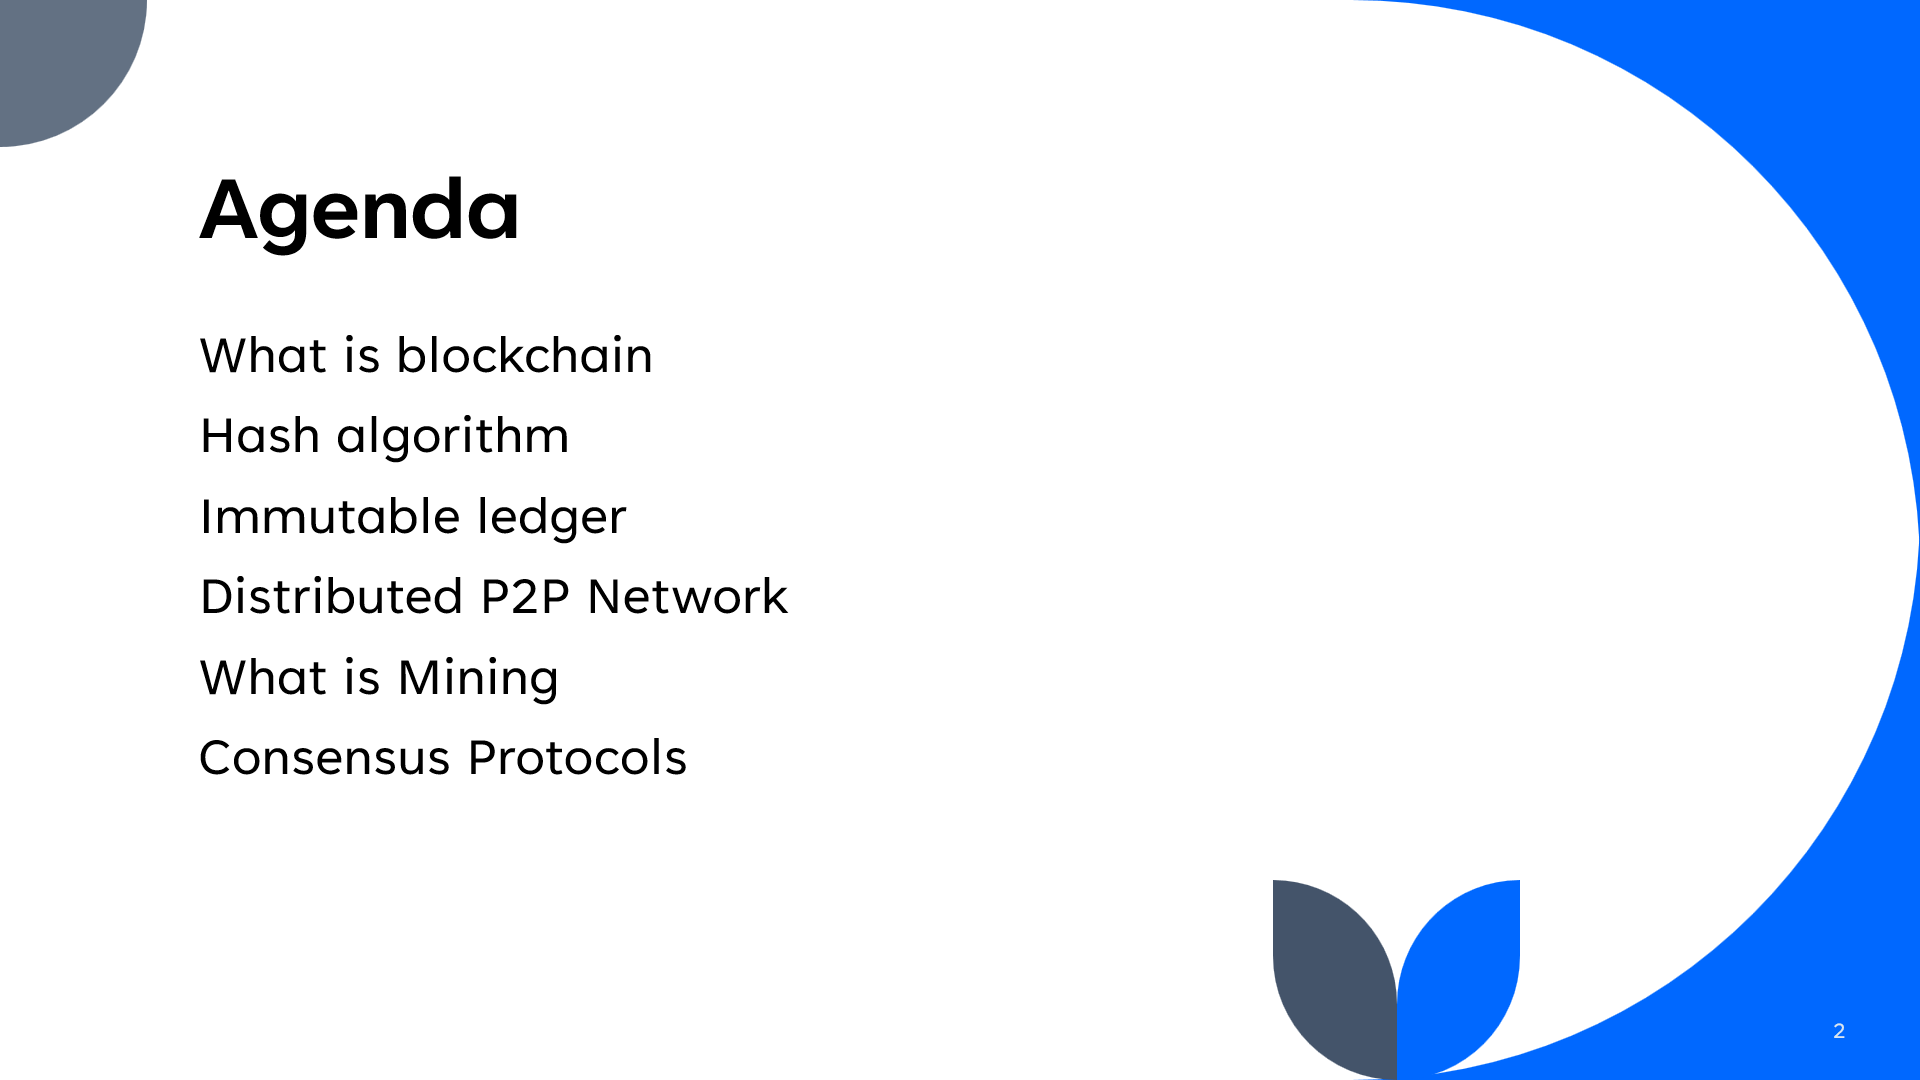 Agenda
What is blockchain
Hash algorithm
Immutable ledger
Distributed P2P Network
What is Mining
Consensus Protocols
2